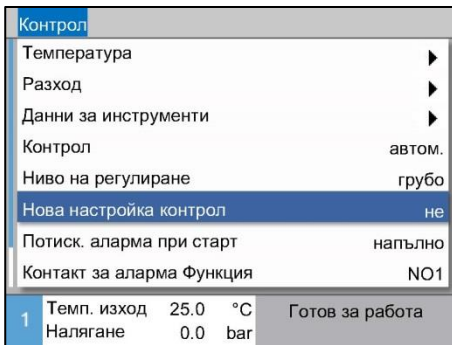 Контрол
Температура
Разход
Данни за инструменти
Контрол автом.
Ниво на регулиране грубо
Нова настройка контрол не
Потиск. аларма при старт напълно
Контакт за аларма Функция NO1
1 Темп. изход 25.0 °C Готов за работа
Налягане 0.0 bar